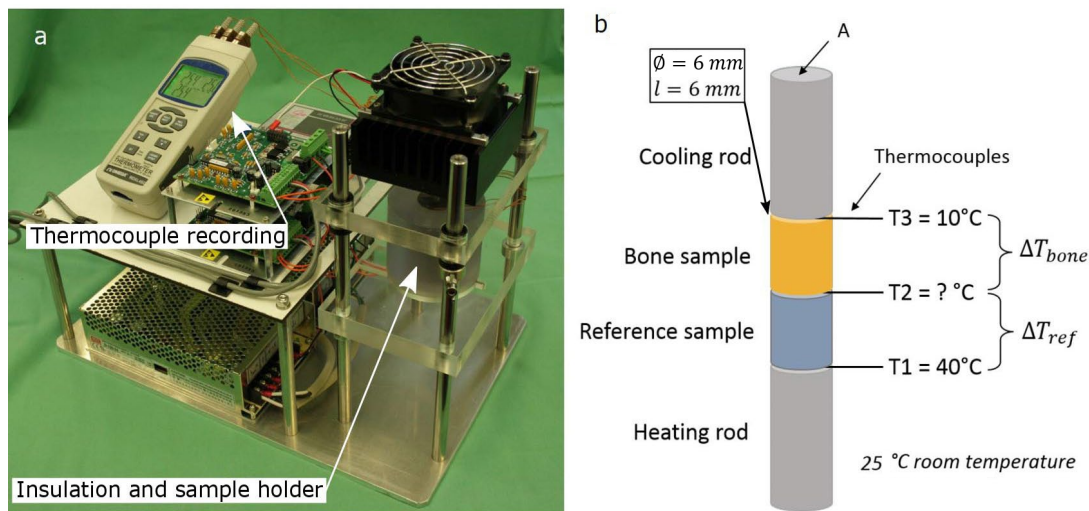 a
Thermocouple recording
Insulation and sample holder
b
A
Ø = 6 mm
l = 6 mm
Cooling rod
Thermocouples
T3 = 10°C
Bone sample
ΔT_bone
T2 = ? °C
Reference sample
ΔT_ref
T1 = 40°C
Heating rod
25 °C room temperature